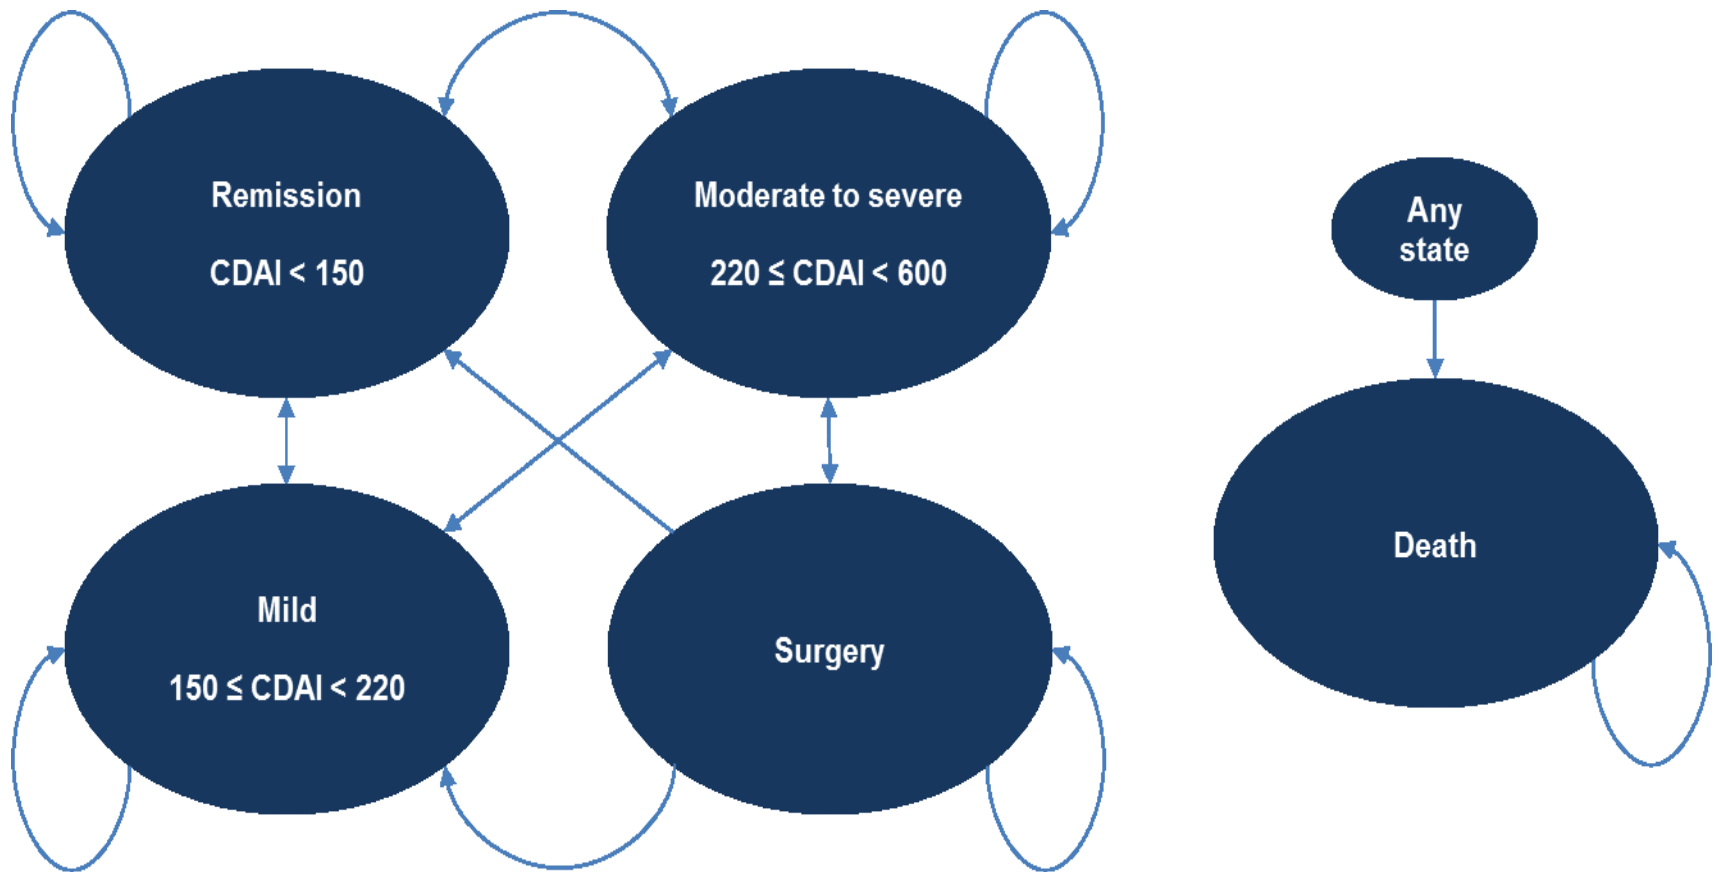 Remission
CDAI < 150
Moderate to severe
220 ≤ CDAI < 600
Any
state
Mild
150 ≤ CDAI < 220
Surgery
Death